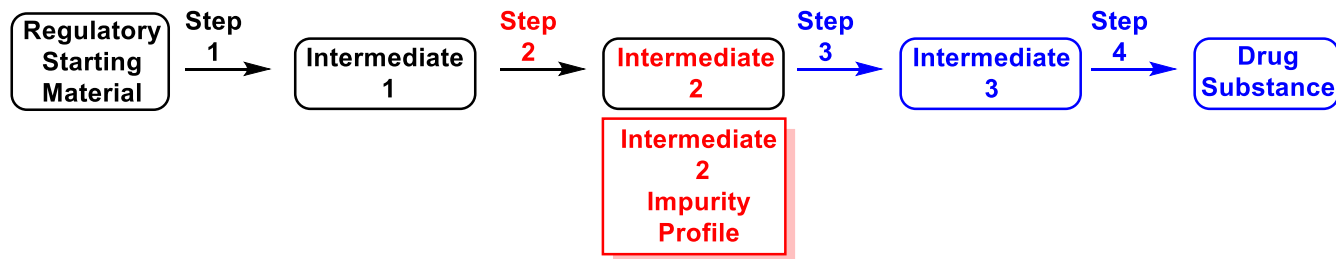 Regulatory
Starting
Material
Step
1
Intermediate
1
Step
2
Intermediate
2
Step
3
Intermediate
3
Step
4
Drug
Substance
Intermediate
2
Impurity
Profile